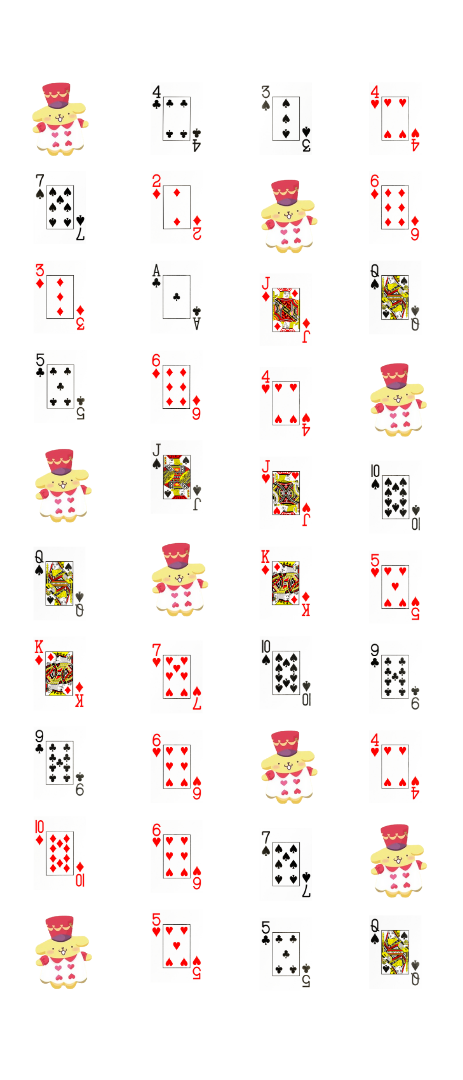 4♣ 3♠ 4♥
7♠ 2♦ 6♦
3♦ A♣ J♦ Q♠
5♣ 6♦ 4♥
J♠ J♥ 10♠
Q♠ K♦ 5♥
K♦ 7♥ 10♠ 9♣
9♣ 6♥ 4♥
10♦ 6♥ 7♠
5♥ 5♣ Q♠